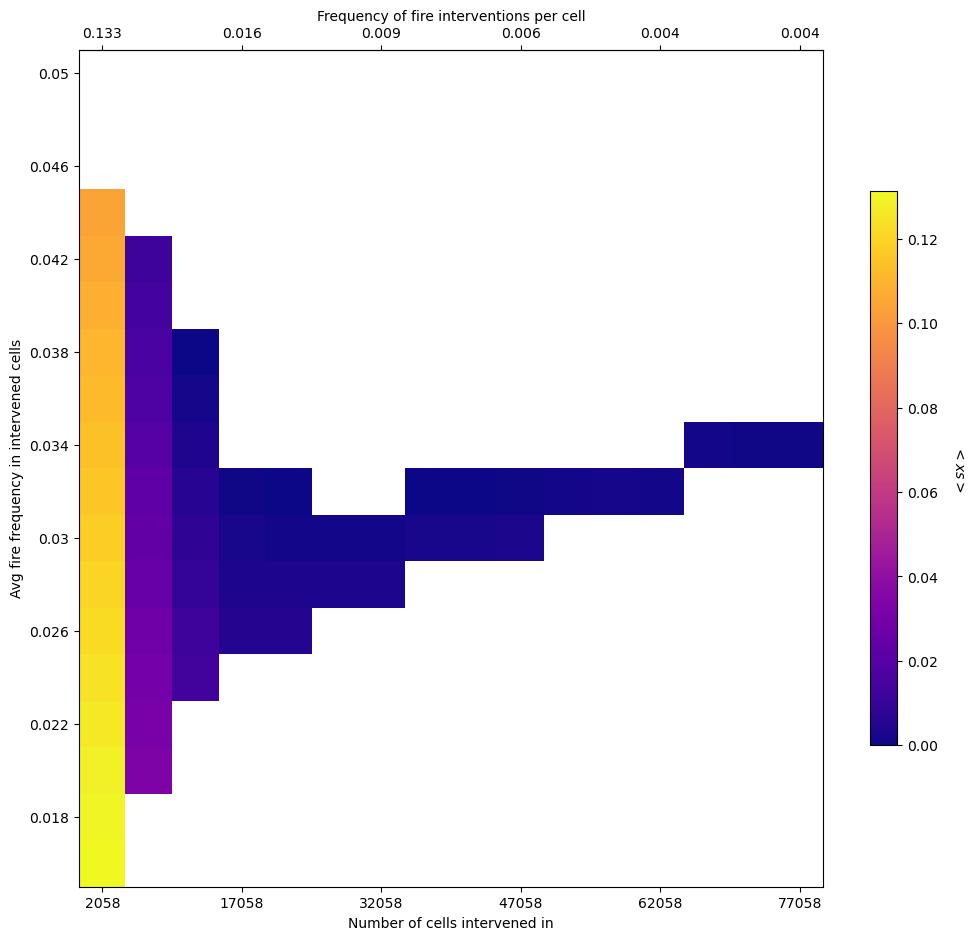 Frequency of fire interventions per cell
0.133 0.016 0.009 0.006 0.004 0.004
Avg fire frequency in intervened cells
0.05
0.046
0.042
0.038
0.034
0.03
0.026
0.022
0.018
2058 17058 32058 47058 62058 77058
Number of cells intervened in
0.12
0.10
0.08
0.06
0.04
0.02
0.00
< sx >